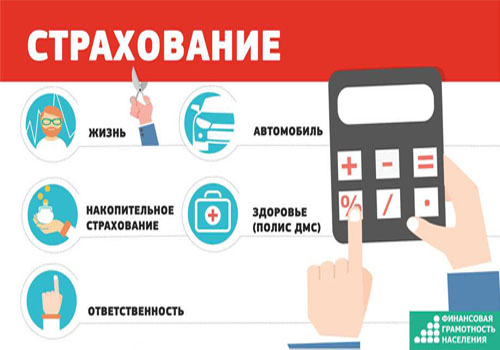 СТРАХОВАНИЕ
ЖИЗНЬ
АВТОМОБИЛЬ
НАКОПИТЕЛЬНОЕ
СТРАХОВАНИЕ
ЗДОРОВЬЕ
(ПОЛИС ДМС)
ОТВЕТСТВЕННОСТЬ
+ - =
% / .
ФИНАНСОВАЯ
ГРАМОТНОСТЬ
НАСЕЛЕНИЯ